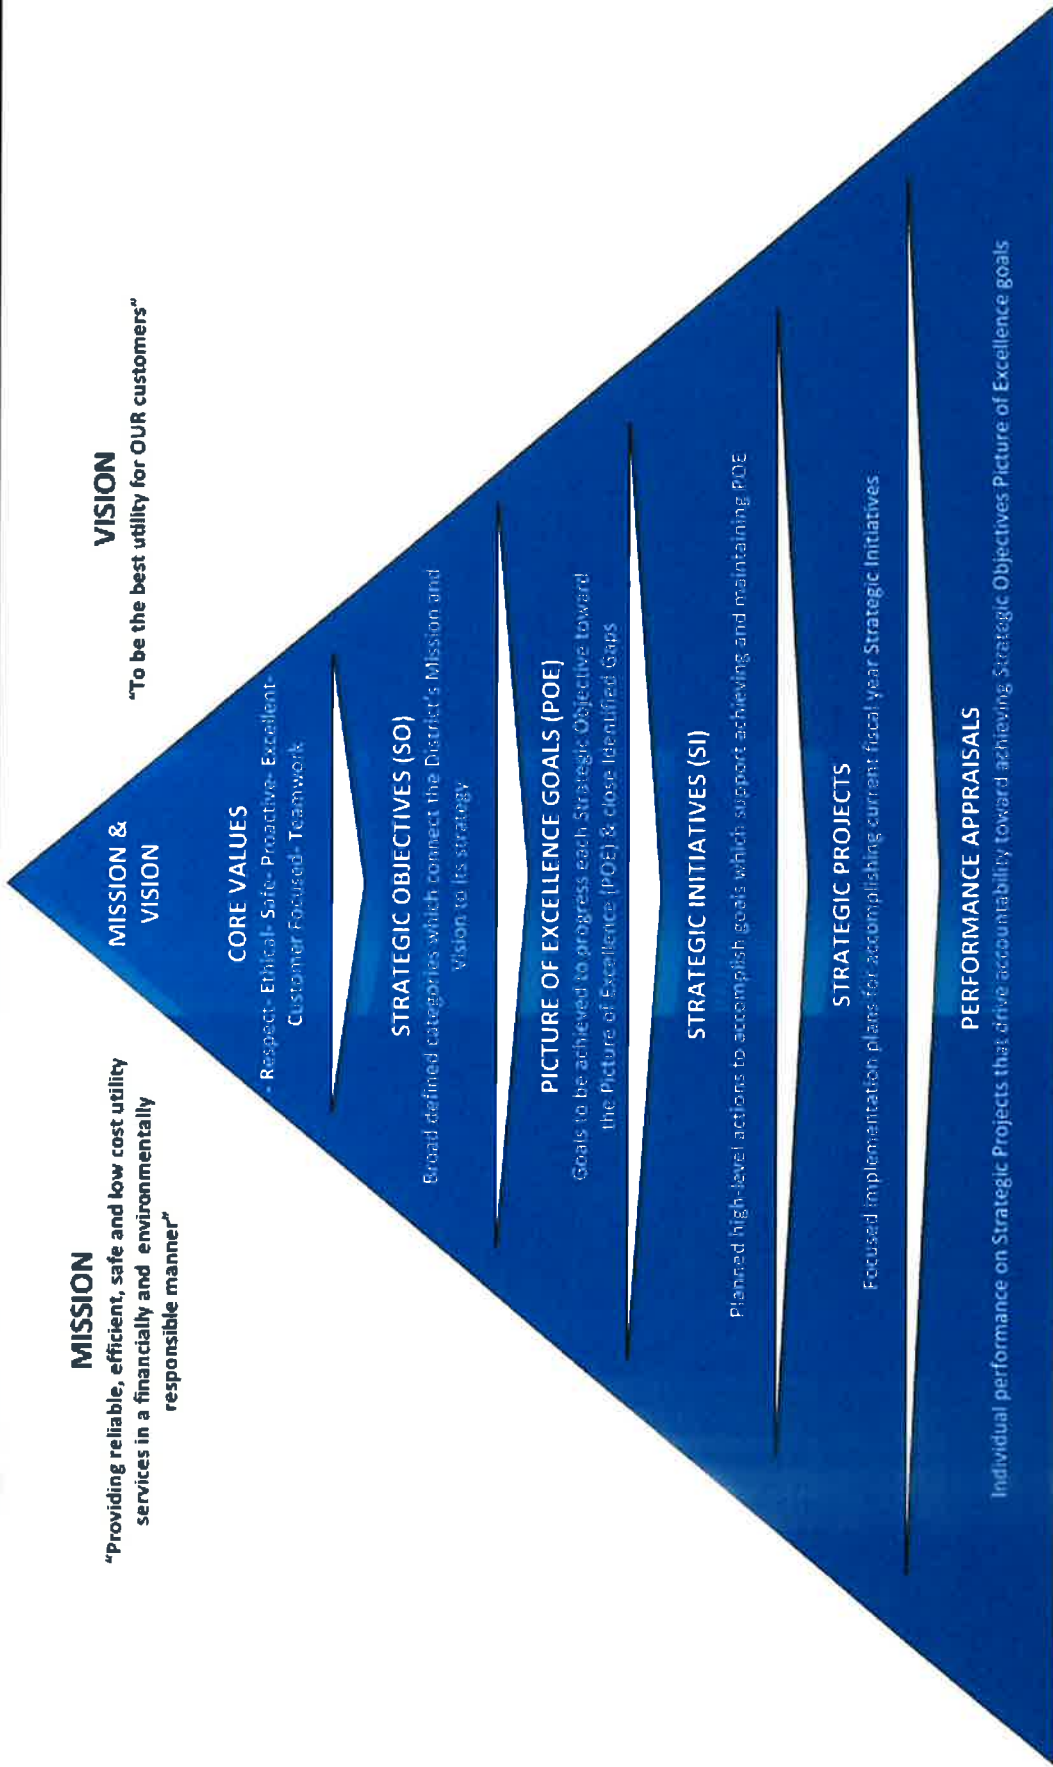 MISSION
"Providing reliable, efficient, safe and low cost utility
services in a financially and environmentally
responsible manner"
VISION
"To be the best utility for OUR customers"
MISSION &
VISION
CORE VALUES
- Respect- Ethical- Safe- Proactive- Excellent-
Customer Focused- Teamwork
STRATEGIC OBJECTIVES (SO)
Broad defined categories which connect the District's Mission and
Vision to its strategy
PICTURE OF EXCELLENCE GOALS (POE)
Goals to be achieved to progress each Strategic Objective toward
the Picture of Excellence (POE) & close Identified Gaps
STRATEGIC INITIATIVES (SI)
Planned high-level actions to accomplish goals which support achieving and maintaining POE
STRATEGIC PROJECTS
Focused implementation plans for accomplishing current fiscal year Strategic Initiatives
PERFORMANCE APPRAISALS
Individual performance on Strategic Projects that drive accountability toward achieving Strategic Objectives Picture of Excellence goals